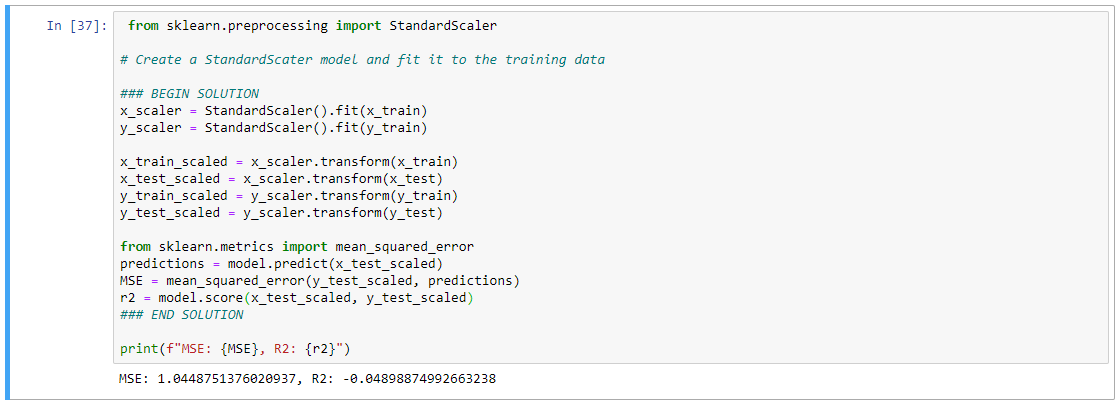 In [37]: from sklearn.preprocessing import StandardScaler
# Create a StandardScater model and fit it to the training data
### BEGIN SOLUTION
x_scaler = StandardScaler().fit(x_train)
y_scaler = StandardScaler().fit(y_train)
x_train_scaled = x_scaler.transform(x_train)
x_test_scaled = x_scaler.transform(x_test)
y_train_scaled = y_scaler.transform(y_train)
y_test_scaled = y_scaler.transform(y_test)
from sklearn.metrics import mean_squared_error
predictions = model.predict(x_test_scaled)
MSE = mean_squared_error(y_test_scaled, predictions)
r2 = model.score(x_test_scaled, y_test_scaled)
### END SOLUTION
print(f"MSE: {MSE}, R2: {r2}")
MSE: 1.0448751376020937, R2: -0.04898874992663238